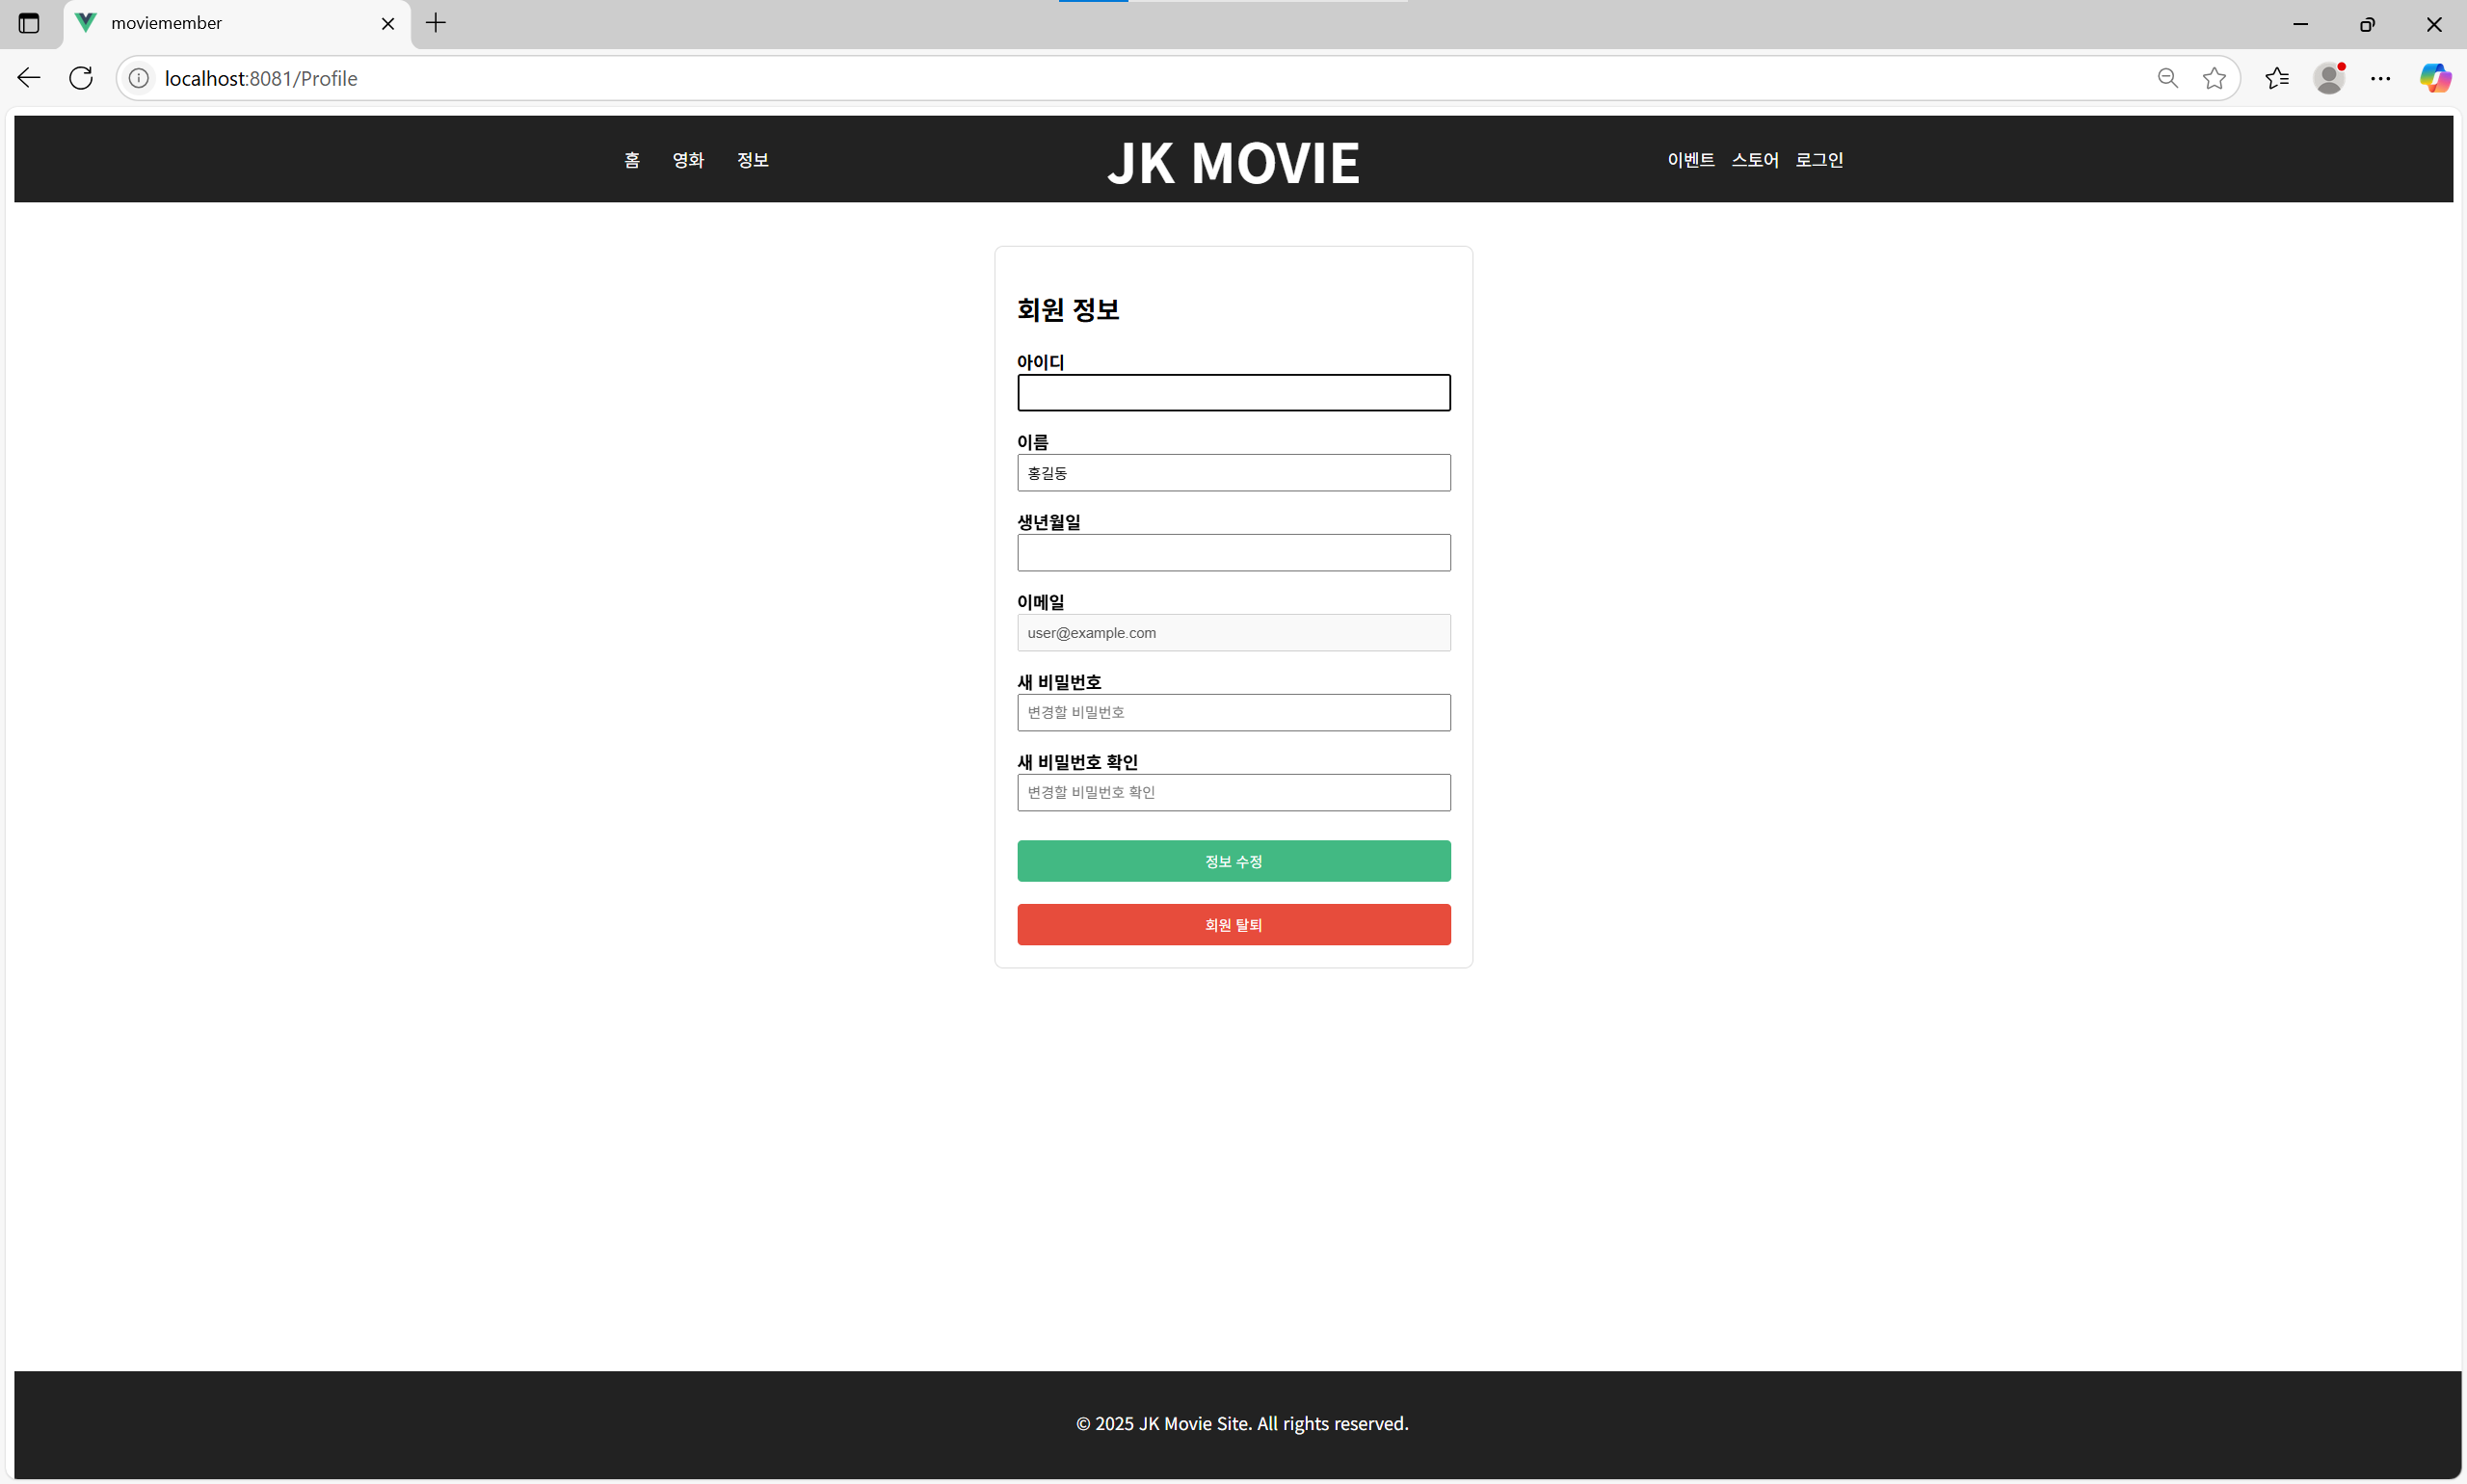 moviemember
localhost:8081/Profile
홈 영화 정보 JK MOVIE 이벤트 스토어 로그인
회원 정보
아이디
이름
홍길동
생년월일
이메일
user@example.com
새 비밀번호
변경할 비밀번호
새 비밀번호 확인
변경할 비밀번호 확인
정보 수정
회원 탈퇴
© 2025 JK Movie Site. All rights reserved.